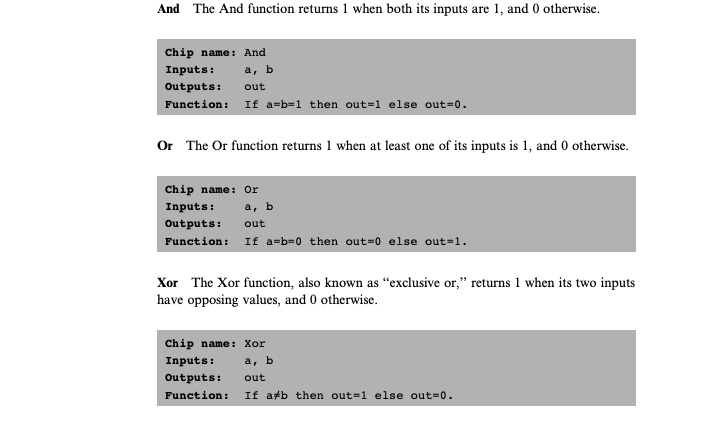 And The And function returns 1 when both its inputs are 1, and 0 otherwise.
Chip name: And
Inputs: a, b
Outputs: out
Function: If a=b=1 then out=1 else out=0.
Or The Or function returns 1 when at least one of its inputs is 1, and 0 otherwise.
Chip name: Or
Inputs: a, b
Outputs: out
Function: If a=b=0 then out=0 else out=1.
Xor The Xor function, also known as “exclusive or,” returns 1 when its two inputs
have opposing values, and 0 otherwise.
Chip name: Xor
Inputs: a, b
Outputs: out
Function: If a≠b then out=1 else out=0.